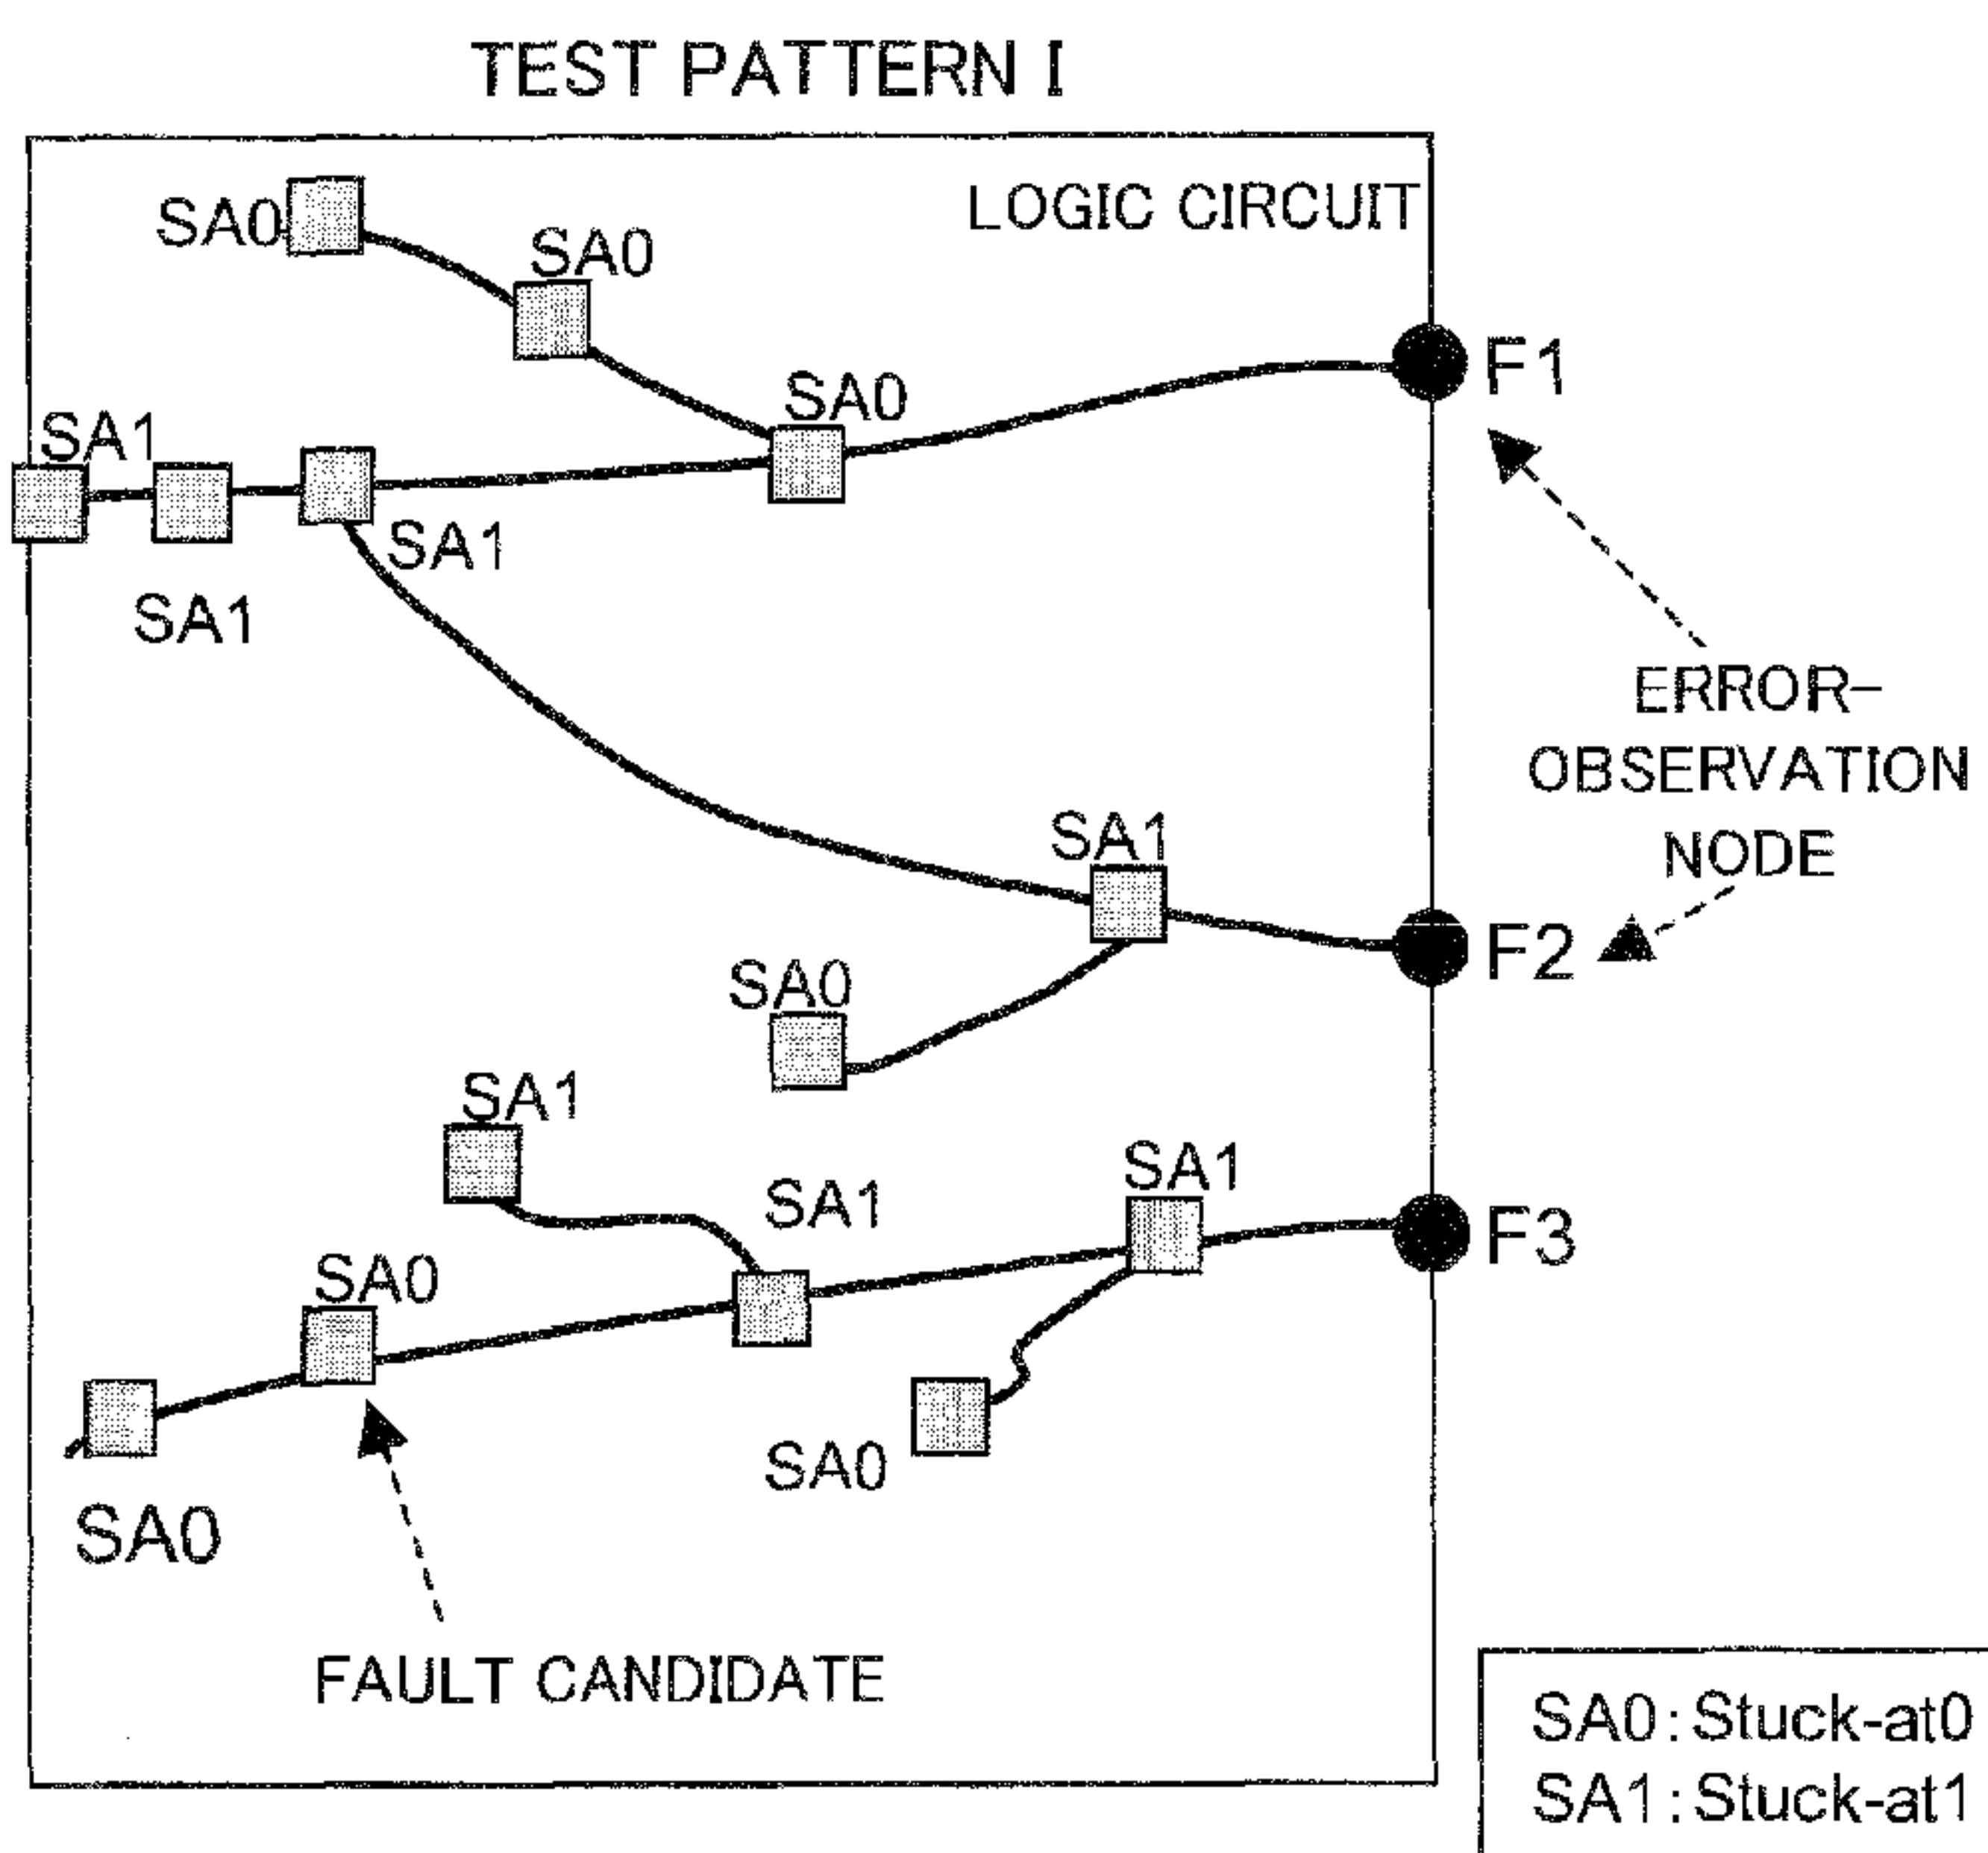 TEST PATTERN I
LOGIC CIRCUIT
SA0
SA0
SA0
F1
SA1
SA1
SA1
ERROR-
OBSERVATION
NODE
SA1
F2
SA0
SA1
SA1
SA1
F3
SA0
SA0
SA0
FAULT CANDIDATE
SA0: Stuck-at0
SA1: Stuck-at1